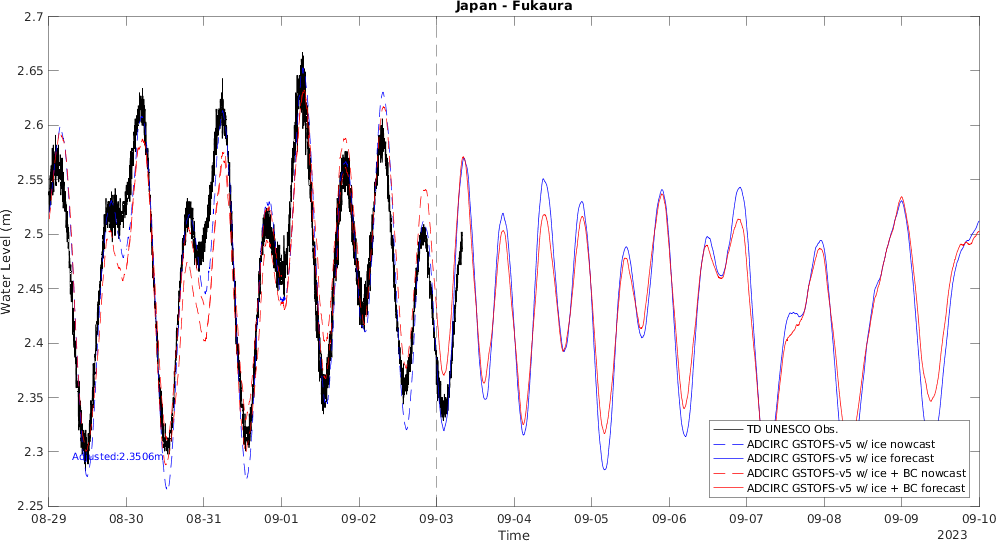 Japan - Fukaura
Water Level (m)
2.7
2.65
2.6
2.55
2.5
2.45
2.4
2.35
2.3
2.25
Adjusted:2.3506m
TD UNESCO Obs.
ADCIRC GSTOFS-v5 w/ ice nowcast
ADCIRC GSTOFS-v5 w/ ice forecast
ADCIRC GSTOFS-v5 w/ ice + BC nowcast
ADCIRC GSTOFS-v5 w/ ice + BC forecast
08-29 08-30 08-31 09-01 09-02 09-03 09-04 09-05 09-06 09-07 09-08 09-09 09-10
Time
2023